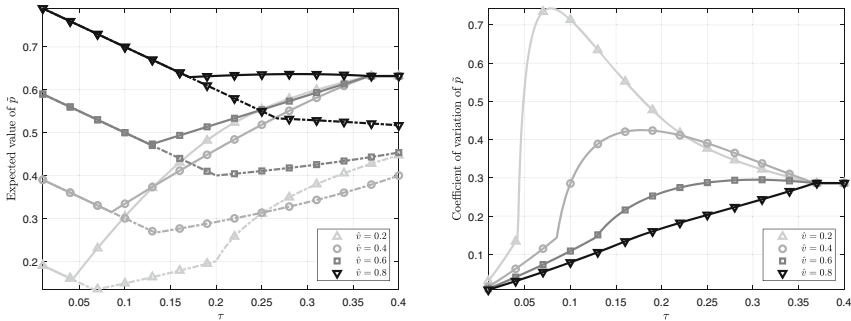 Expected value of p̃
0.7
0.6
0.5
0.4
0.3
0.2
0.05
0.1
0.15
0.2
0.25
0.3
0.35
0.4
τ
v̂ = 0.2
v̂ = 0.4
v̂ = 0.6
v̂ = 0.8
Coefficient of variation of p̃
0.7
0.6
0.5
0.4
0.3
0.2
0.1
0.05
0.1
0.15
0.2
0.25
0.3
0.35
0.4
τ
v̂ = 0.2
v̂ = 0.4
v̂ = 0.6
v̂ = 0.8